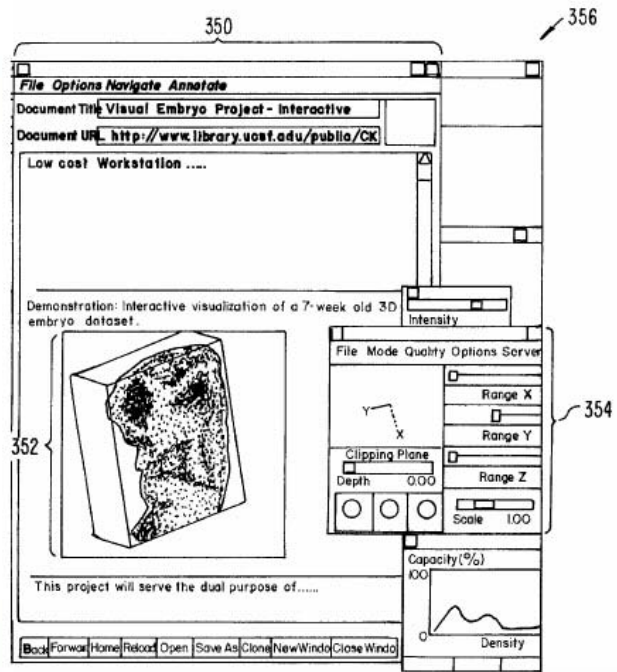 350
356
File Options Navigate Annotate
Document Title Visual Embryo Project - Interactive
Document URL http://www.library.ucsf.edu/public/CK
Low cost Workstation .....
Demonstration: Interactive visualization of a 7-week old 3D
embryo dataset.
352
Intensity
File Mode Quality Options Server
Range X
Y
X
Range Y
Clipping Plane
Depth 0.00
Range Z
Scale 1.00
354
Capacity (%)
100
0
Density
This project will serve the dual purpose of......
Back Forwar Home Reload Open Save As Clone NewWindo CloseWindo